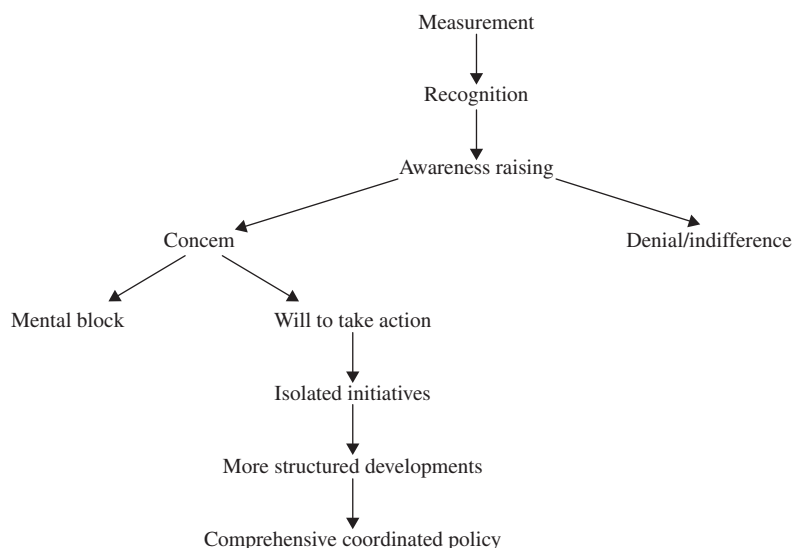 Measurement
Recognition
Awareness raising
Concem
Denial/indifference
Mental block
Will to take action
Isolated initiatives
More structured developments
Comprehensive coordinated policy